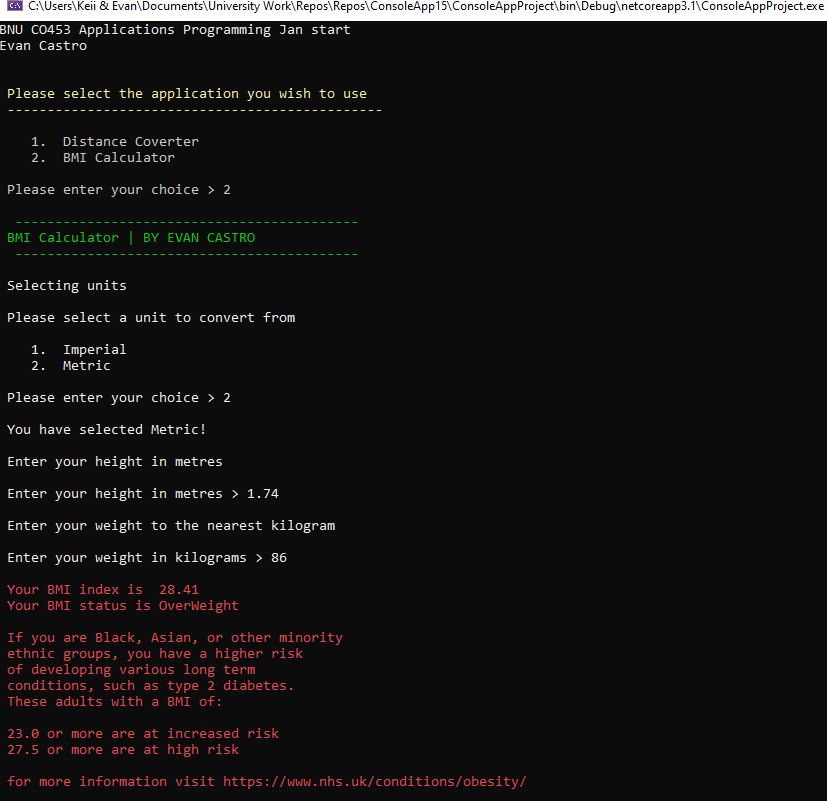 C:\Users\Keii & Evan\Documents\University Work\Repos\Repos\ConsoleApp15\ConsoleAppProject\bin\Debug\netcoreapp3.1\ConsoleAppProject.exe
BNU CO453 Applications Programming Jan start
Evan Castro
Please select the application you wish to use
-----------------------------------------------
1. Distance Coverter
2. BMI Calculator
Please enter your choice > 2
-------------------------------------------
BMI Calculator | BY EVAN CASTRO
-------------------------------------------
Selecting units
Please select a unit to convert from
1. Imperial
2. Metric
Please enter your choice > 2
You have selected Metric!
Enter your height in metres
Enter your height in metres > 1.74
Enter your weight to the nearest kilogram
Enter your weight in kilograms > 86
Your BMI index is 28.41
Your BMI status is OverWeight
If you are Black, Asian, or other minority
ethnic groups, you have a higher risk
of developing various long term
conditions, such as type 2 diabetes.
These adults with a BMI of:
23.0 or more are at increased risk
27.5 or more are at high risk
for more information visit https://www.nhs.uk/conditions/obesity/